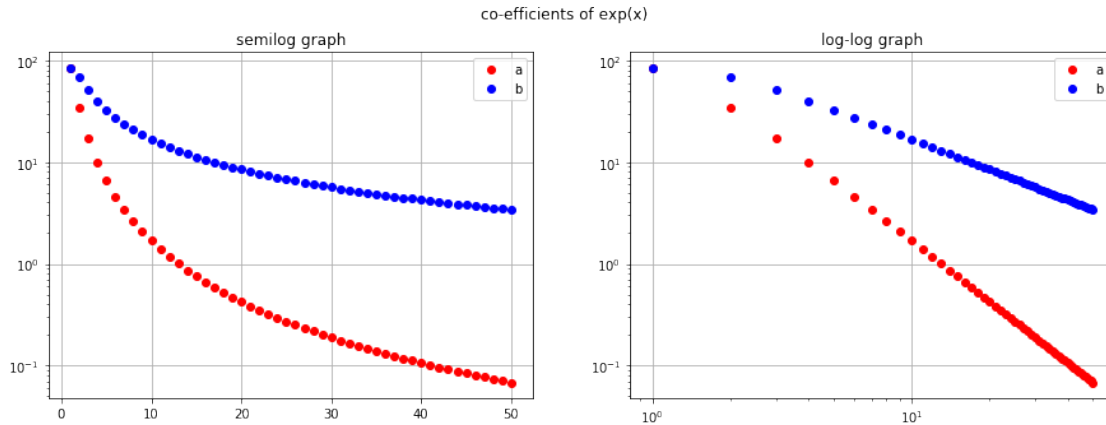 co-efficients of exp(x)
semilog graph
10²
10¹
10⁰
10⁻¹
0
10
20
30
40
50
a
b
log-log graph
10²
10¹
10⁰
10⁻¹
10⁰
10¹
a
b